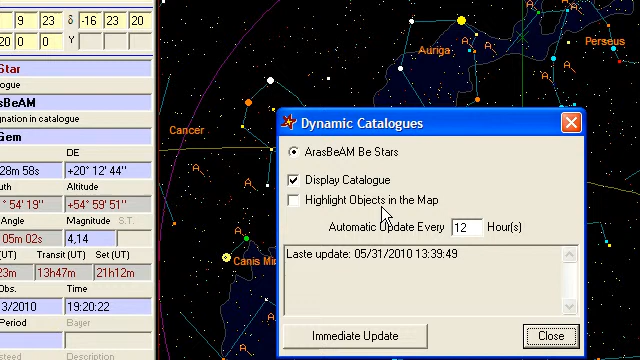 9 23 δ -16 23 20
20 0 0 Y
Star
ogue
sBeAM
gnation in catalogue
Gem
DE
28m 58s +20° 12' 44"
uth Altitude
54' 19" +54° 59' 51"
Angle Magnitude S.T.
05m 02s 4,14
(UT) Transit (UT) Set (UT)
23m 13h47m 21h12m
Obs. Time
3/2010 19:20:22
Period Bayer
steed Description
Auriga
Perseus
Cancer
Canis Mi
Dynamic Catalogues
ArasBeAM Be Stars
Display Catalogue
Highlight Objects in the Map
Automatic Update Every 12 Hour(s)
Laste update: 05/31/2010 13:39:49
Immediate Update
Close